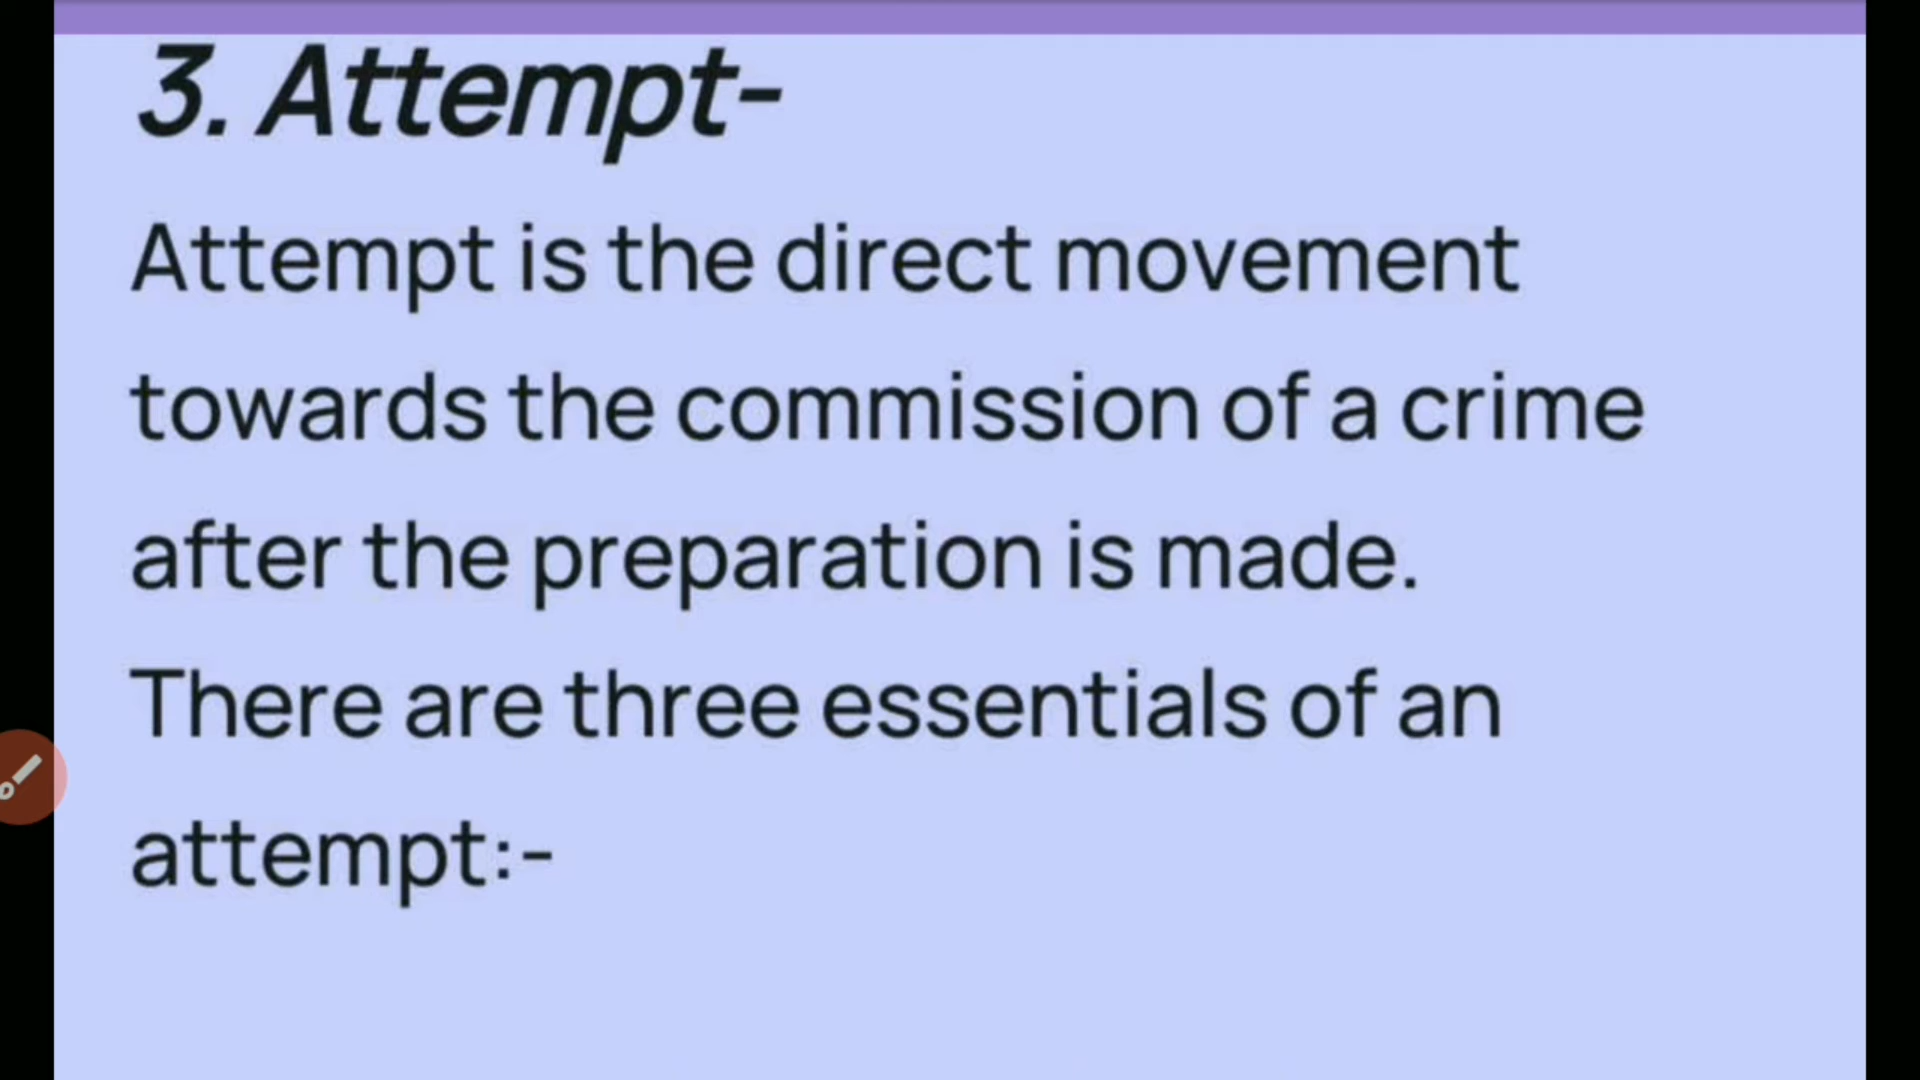 3. Attempt-
Attempt is the direct movement
towards the commission of a crime
after the preparation is made.
There are three essentials of an
attempt:-